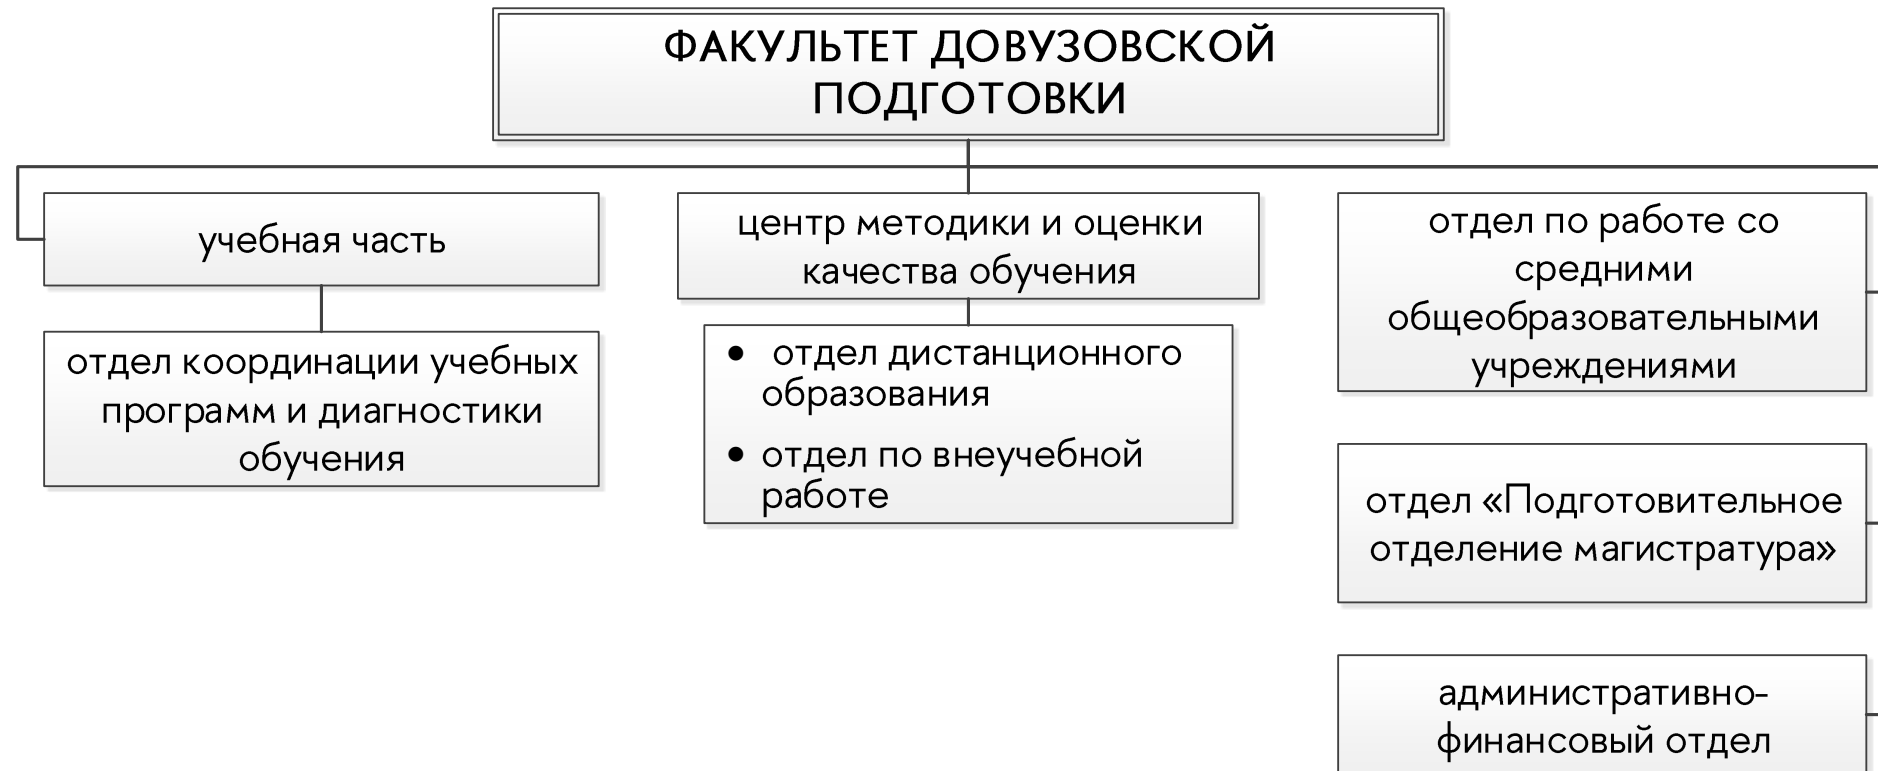 ФАКУЛЬТЕТ ДОВУЗОВСКОЙ
ПОДГОТОВКИ
учебная часть
отдел координации учебных
программ и диагностики
обучения
центр методики и оценки
качества обучения
• отдел дистанционного
образования
• отдел по внеучебной
работе
отдел по работе со
средними
общеобразовательными
учреждениями
отдел «Подготовительное
отделение магистратура»
административно-
финансовый отдел